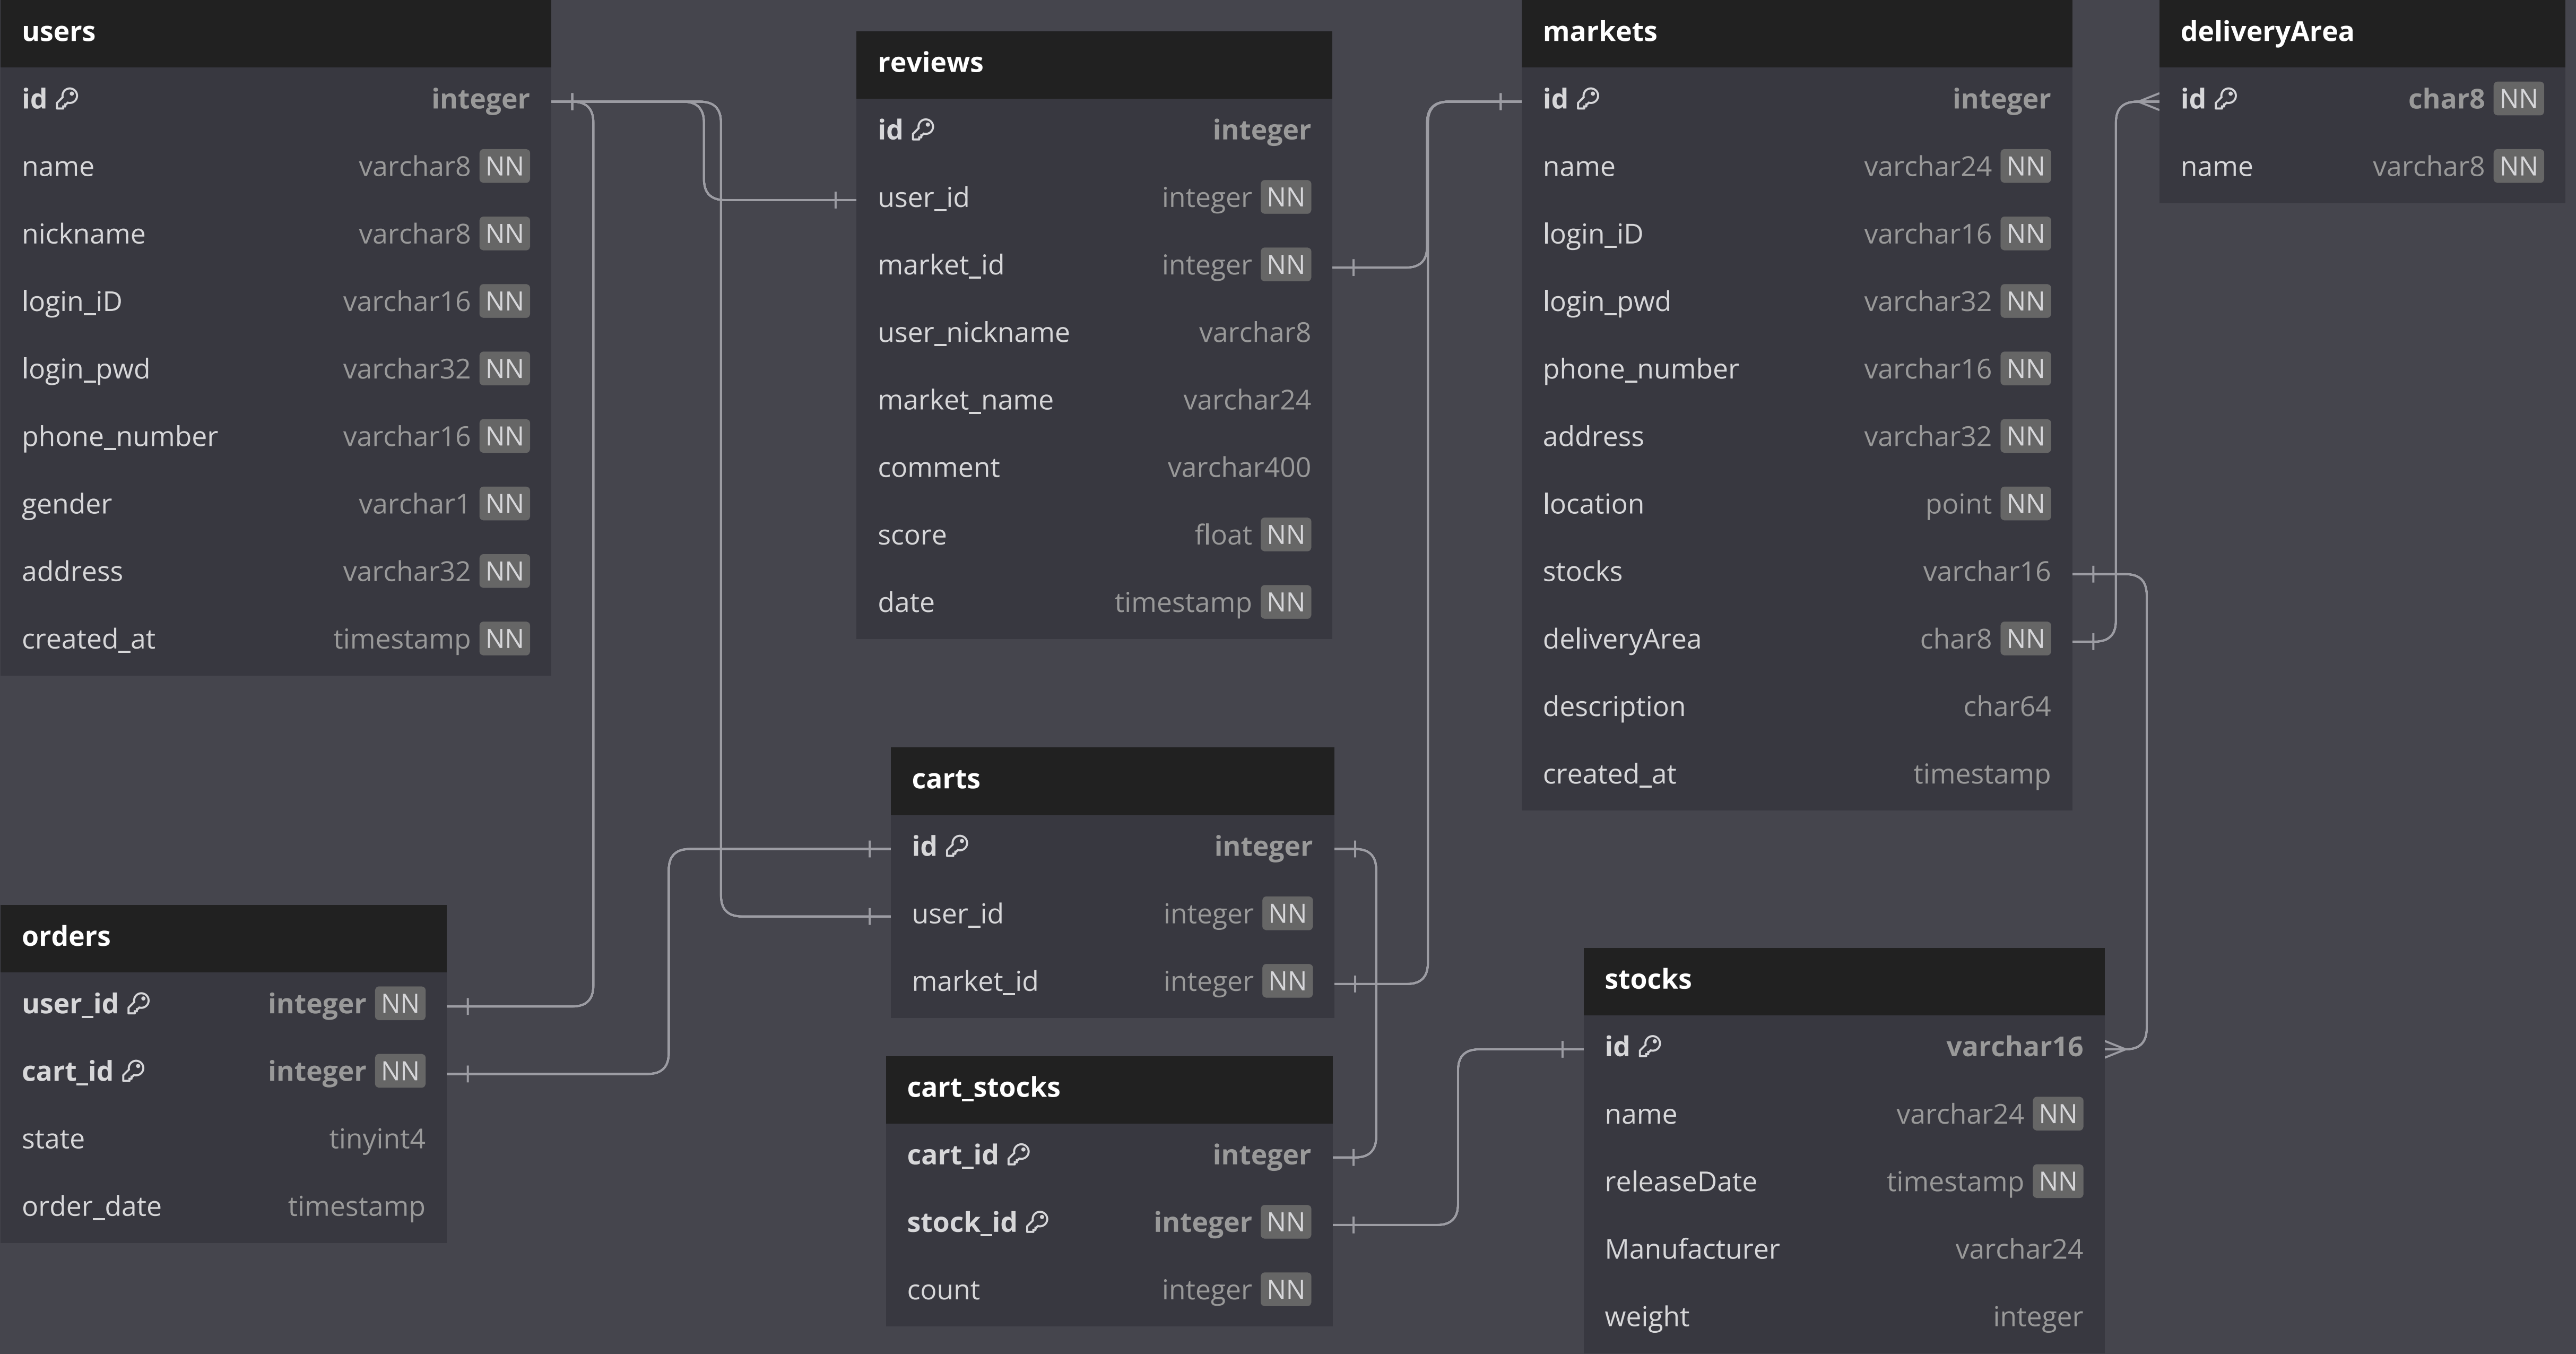 users
id integer
name varchar8 NN
nickname varchar8 NN
login_iD varchar16 NN
login_pwd varchar32 NN
phone_number varchar16 NN
gender varchar1 NN
address varchar32 NN
created_at timestamp NN
reviews
id integer
user_id integer NN
market_id integer NN
user_nickname varchar8
market_name varchar24
comment varchar400
score float NN
date timestamp NN
markets
id integer
name varchar24 NN
login_iD varchar16 NN
login_pwd varchar32 NN
phone_number varchar16 NN
address varchar32 NN
location point NN
stocks varchar16
deliveryArea char8 NN
description char64
created_at timestamp
deliveryArea
id char8 NN
name varchar8 NN
orders
user_id integer NN
cart_id integer NN
state tinyint4
order_date timestamp
carts
id integer
user_id integer NN
market_id integer NN
cart_stocks
cart_id integer
stock_id integer NN
count integer NN
stocks
id varchar16
name varchar24 NN
releaseDate timestamp NN
Manufacturer varchar24
weight integer